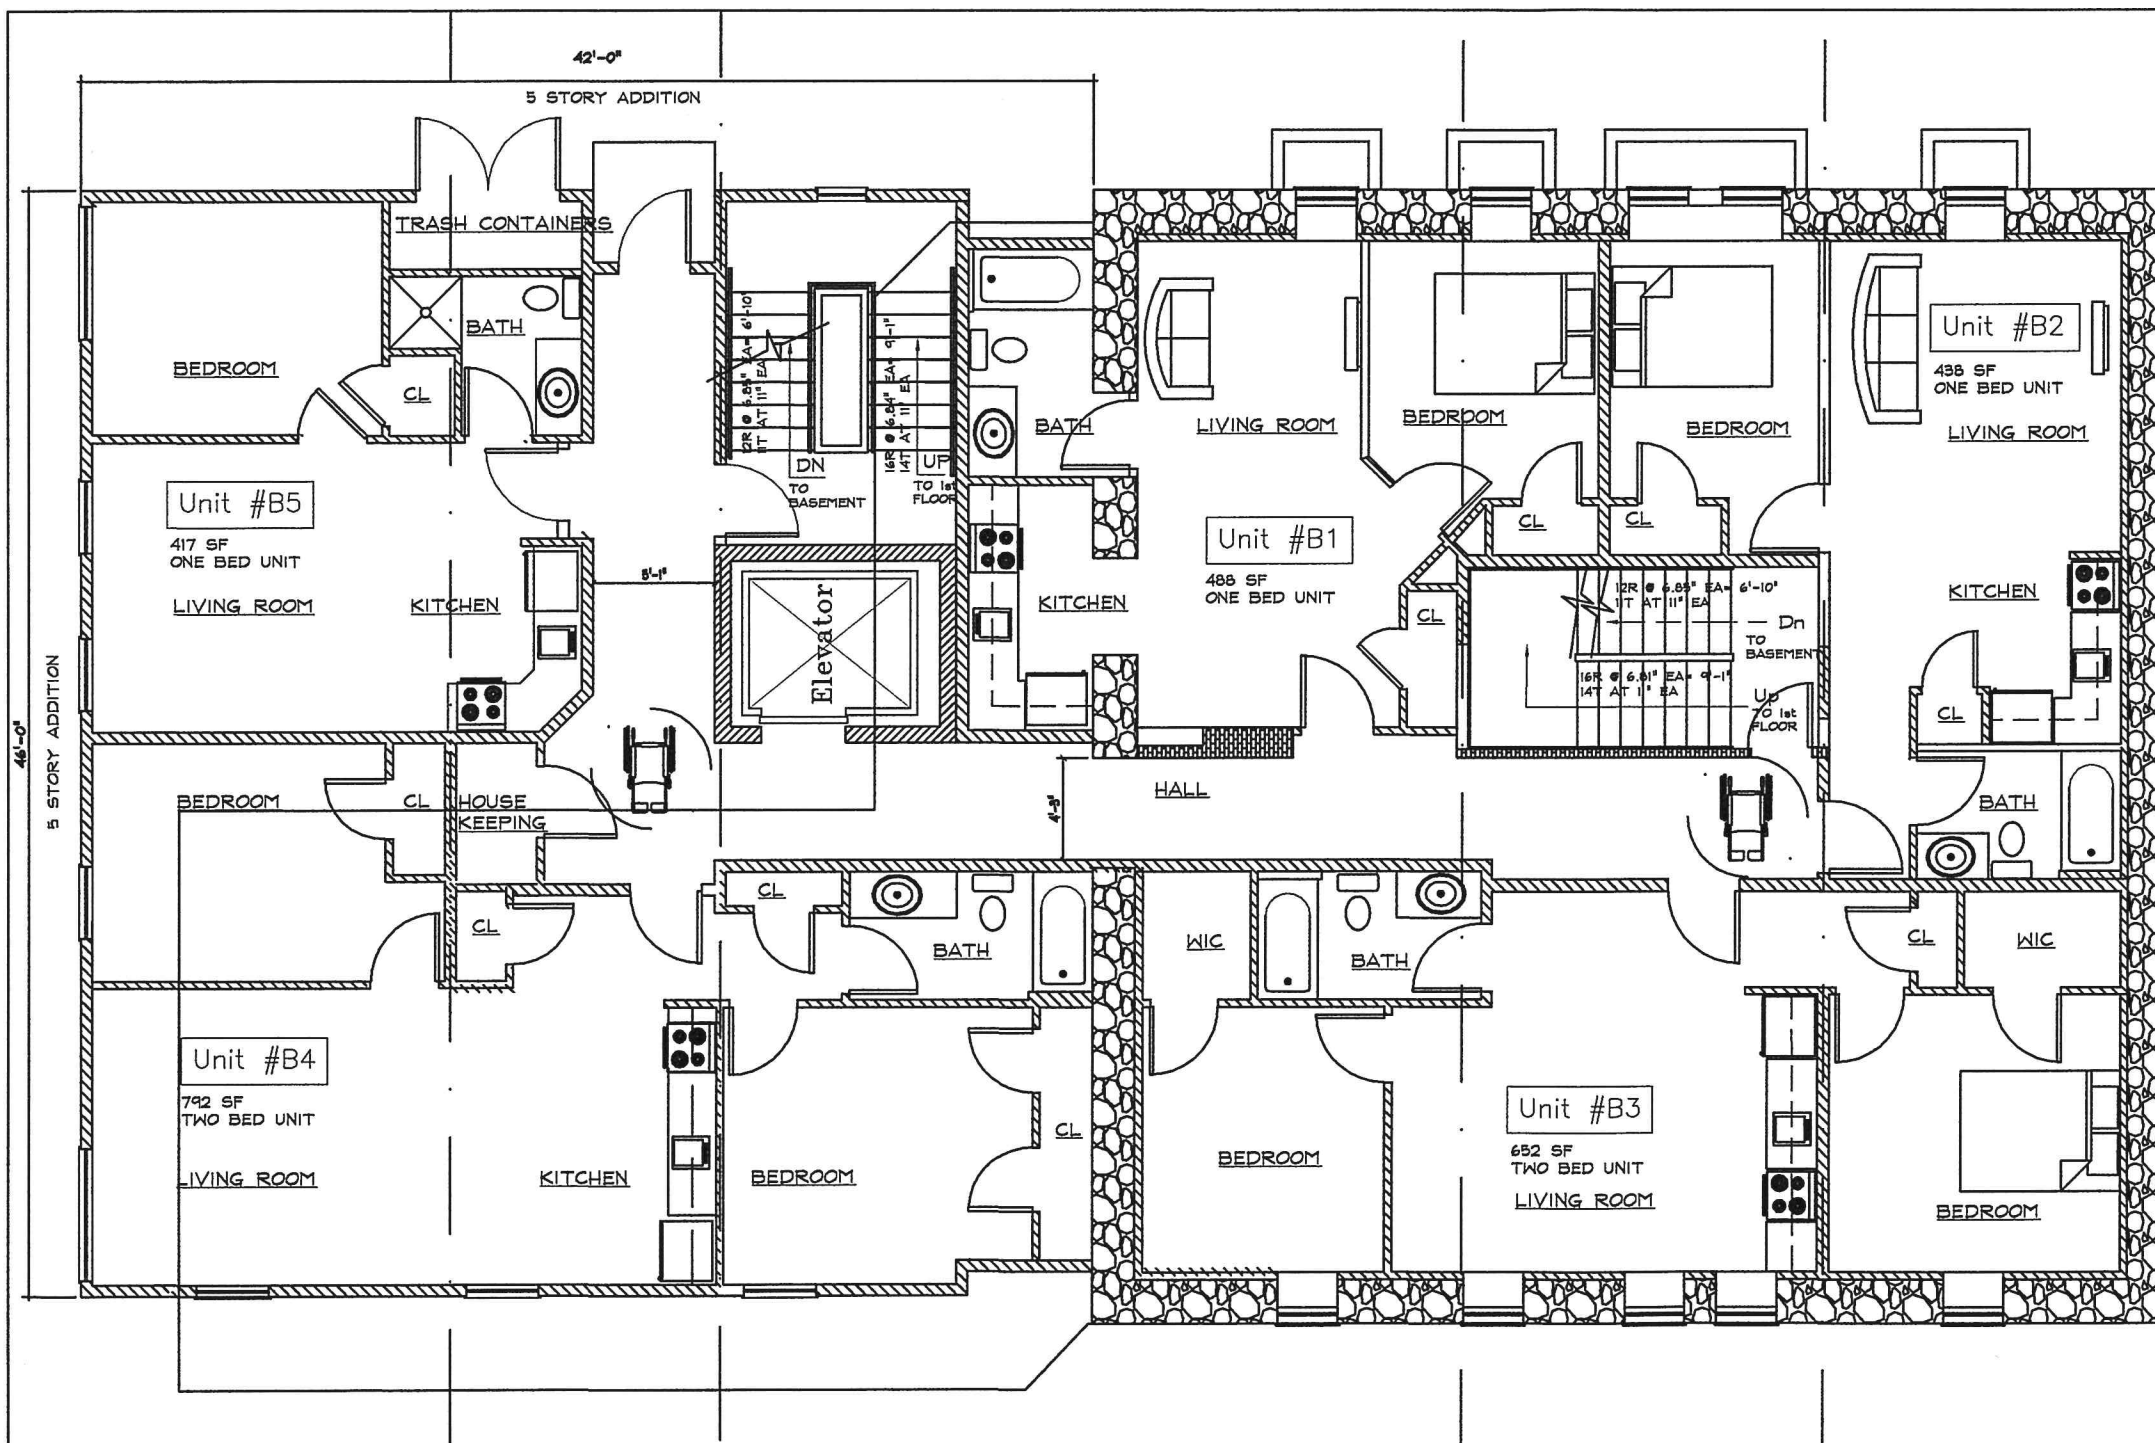 42'-0"
5 STORY ADDITION
TRASH CONTAINERS
BATH
BEDROOM
CL
12R @ 6.85" EA= 6'-10"
11T AT 11" EA
16R @ 6.84" EA= 9'-1"
14T AT 11" EA
DN
TO
BASEMENT
UP
TO 1st
FLOOR
BATH
LIVING ROOM
BEDROOM
BEDROOM
Unit #B2
438 SF
ONE BED UNIT
LIVING ROOM
Unit #B5
417 SF
ONE BED UNIT
LIVING ROOM
KITCHEN
5'-1"
Elevator
KITCHEN
Unit #B1
488 SF
ONE BED UNIT
CL
CL
CL
12R @ 6.85" EA= 6'-10"
11T AT 11" EA
Dn
TO
BASEMENT
16R @ 6.81" EA= 9'-1"
14T AT 1" EA
Up
TO 1st
FLOOR
KITCHEN
CL
46'-0"
5 STORY ADDITION
BEDROOM
CL
HOUSE
KEEPING
4'-3"
HALL
BATH
CL
CL
BATH
WIC
BATH
CL
WIC
Unit #B4
792 SF
TWO BED UNIT
LIVING ROOM
KITCHEN
BEDROOM
CL
BEDROOM
Unit #B3
652 SF
TWO BED UNIT
LIVING ROOM
BEDROOM